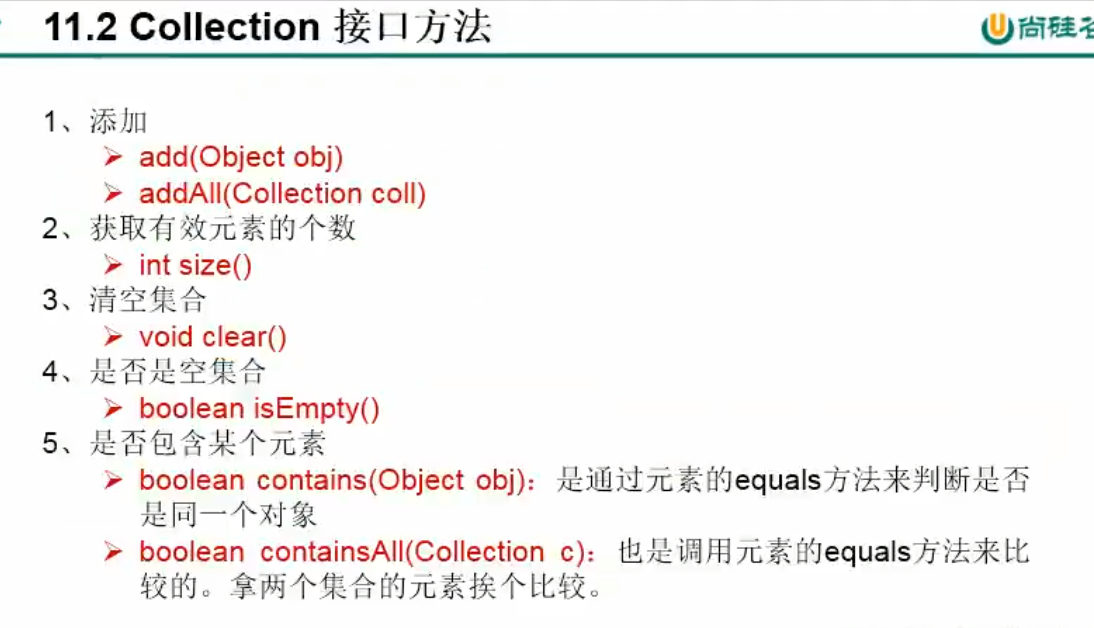 11.2 Collection 接口方法
尚硅谷
1、添加
➢ add(Object obj)
➢ addAll(Collection coll)
2、获取有效元素的个数
➢ int size()
3、清空集合
➢ void clear()
4、是否是空集合
➢ boolean isEmpty()
5、是否包含某个元素
➢ boolean contains(Object obj)：是通过元素的equals方法来判断是否
是同一个对象
➢ boolean containsAll(Collection c)：也是调用元素的equals方法来比
较的。拿两个集合的元素挨个比较。